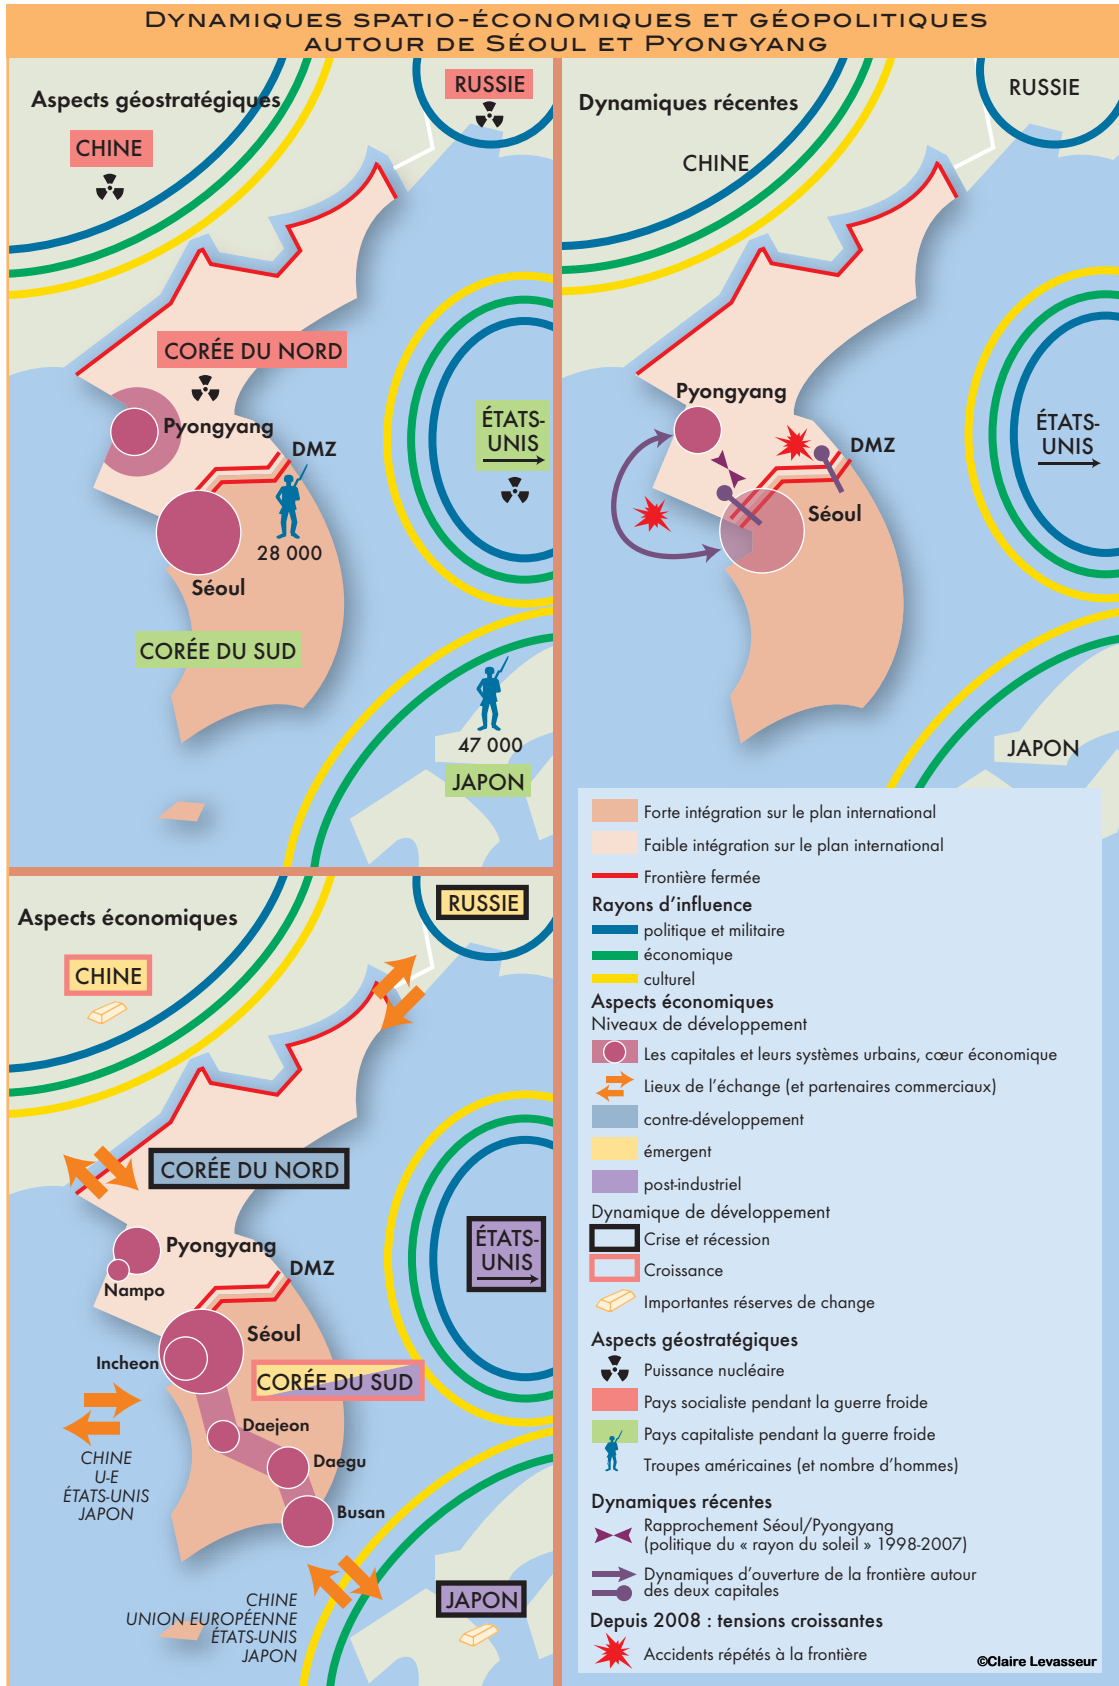 DYNAMIQUES SPATIO-ÉCONOMIQUES ET GÉOPOLITIQUES
AUTOUR DE SÉOUL ET PYONGYANG
Aspects géostratégiques
RUSSIE
CHINE
CORÉE DU NORD
Pyongyang
DMZ
28 000
Séoul
CORÉE DU SUD
ÉTATS-
UNIS
47 000
JAPON
Dynamiques récentes
RUSSIE
CHINE
Pyongyang
DMZ
Séoul
ÉTATS-
UNIS
JAPON
Aspects économiques
RUSSIE
CHINE
CORÉE DU NORD
Pyongyang
Nampo
DMZ
Séoul
Incheon
CORÉE DU SUD
Daejeon
Daegu
Busan
ÉTATS-
UNIS
CHINE
U-E
ÉTATS-UNIS
JAPON
CHINE
UNION EUROPÉENNE
ÉTATS-UNIS
JAPON
JAPON
Forte intégration sur le plan international
Faible intégration sur le plan international
Frontière fermée
Rayons d'influence
politique et militaire
économique
culturel
Aspects économiques
Niveaux de développement
Les capitales et leurs systèmes urbains, cœur économique
Lieux de l'échange (et partenaires commerciaux)
contre-développement
émergent
post-industriel
Dynamique de développement
Crise et récession
Croissance
Importantes réserves de change
Aspects géostratégiques
Puissance nucléaire
Pays socialiste pendant la guerre froide
Pays capitaliste pendant la guerre froide
Troupes américaines (et nombre d'hommes)
Dynamiques récentes
Rapprochement Séoul/Pyongyang
(politique du « rayon du soleil » 1998-2007)
Dynamiques d'ouverture de la frontière autour
des deux capitales
Depuis 2008 : tensions croissantes
Accidents répétés à la frontière
©Claire Levasseur